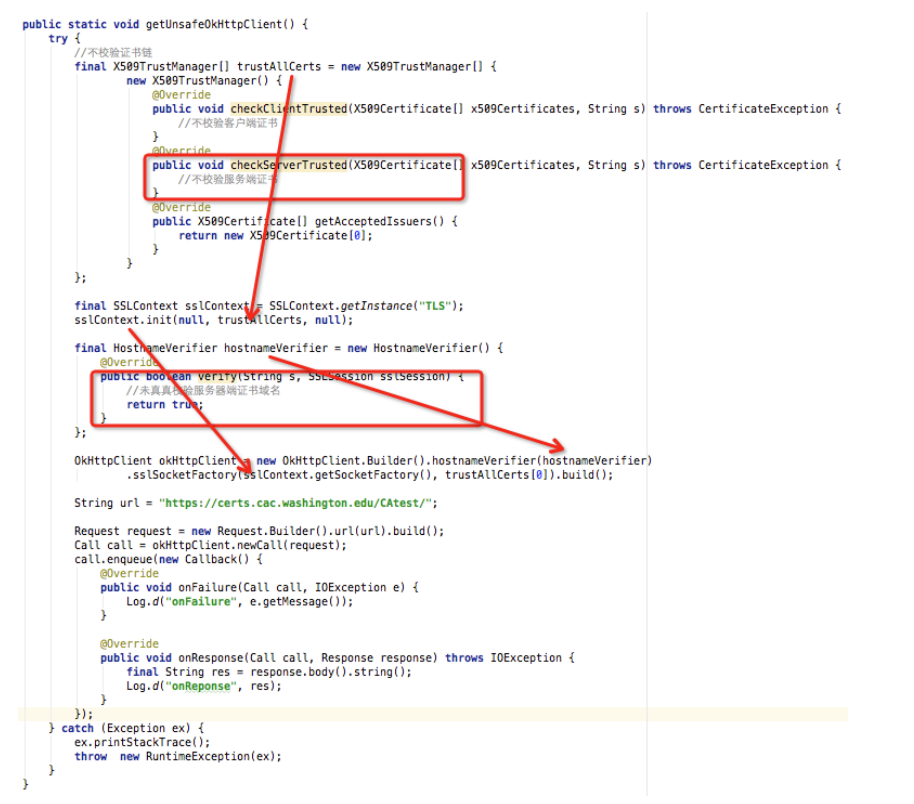 public static void getUnsafeOkHttpClient() {
try {
//不校验证书链
final X509TrustManager[] trustAllCerts = new X509TrustManager[] {
new X509TrustManager() {
@Override
public void checkClientTrusted(X509Certificate[] x509Certificates, String s) throws CertificateException {
//不校验客户端证书
}
@Override
public void checkServerTrusted(X509Certificate[] x509Certificates, String s) throws CertificateException {
//不校验服务端证书
}
@Override
public X509Certificate[] getAcceptedIssuers() {
return new X509Certificate[0];
}
}
};
final SSLContext sslContext = SSLContext.getInstance("TLS");
sslContext.init(null, trustAllCerts, null);
final HostnameVerifier hostnameVerifier = new HostnameVerifier() {
@Override
public boolean verify(String s, SSLSession sslSession) {
//未真真校验服务器端证书域名
return true;
}
};
OkHttpClient okHttpClient = new OkHttpClient.Builder().hostnameVerifier(hostnameVerifier)
.sslSocketFactory(sslContext.getSocketFactory(), trustAllCerts[0]).build();
String url = "https://certs.cac.washington.edu/CAtest/";
Request request = new Request.Builder().url(url).build();
Call call = okHttpClient.newCall(request);
call.enqueue(new Callback() {
@Override
public void onFailure(Call call, IOException e) {
Log.d("onFailure", e.getMessage());
}
@Override
public void onResponse(Call call, Response response) throws IOException {
final String res = response.body().string();
Log.d("onReponse", res);
}
});
} catch (Exception ex) {
ex.printStackTrace();
throw new RuntimeException(ex);
}
}